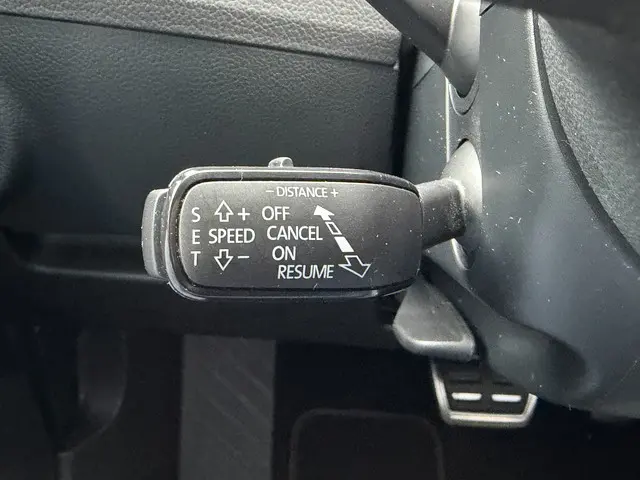 - DISTANCE +
S + OFF
E SPEED CANCEL
T - ON
RESUME